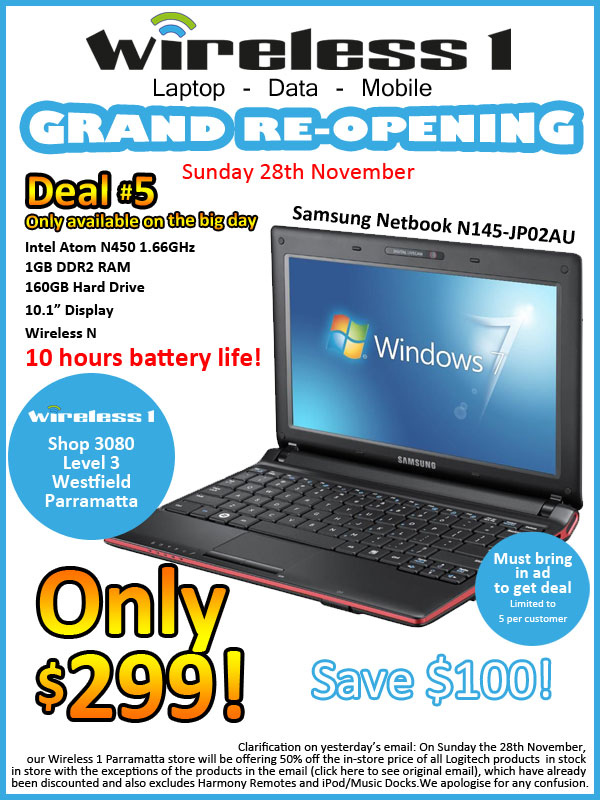 wireless 1
Laptop - Data - Mobile
GRAND RE-OPENING
Sunday 28th November
Deal #5
Only available on the big day
Samsung Netbook N145-JP02AU
Intel Atom N450 1.66GHz
1GB DDR2 RAM
160GB Hard Drive
10.1” Display
Wireless N
10 hours battery life!
Windows 7
SAMSUNG
wireless 1
Shop 3080
Level 3
Westfield
Parramatta
Must bring
in ad
to get deal
Limited to
5 per customer
Only
$299!
Save $100!
Clarification on yesterday's email: On Sunday the 28th November,
our Wireless 1 Parramatta store will be offering 50% off the in-store price of all Logitech products in stock
in store with the exceptions of the products in the email (click here to see original email), which have already
been discounted and also excludes Harmony Remotes and iPod/Music Docks.We apologise for any confusion.